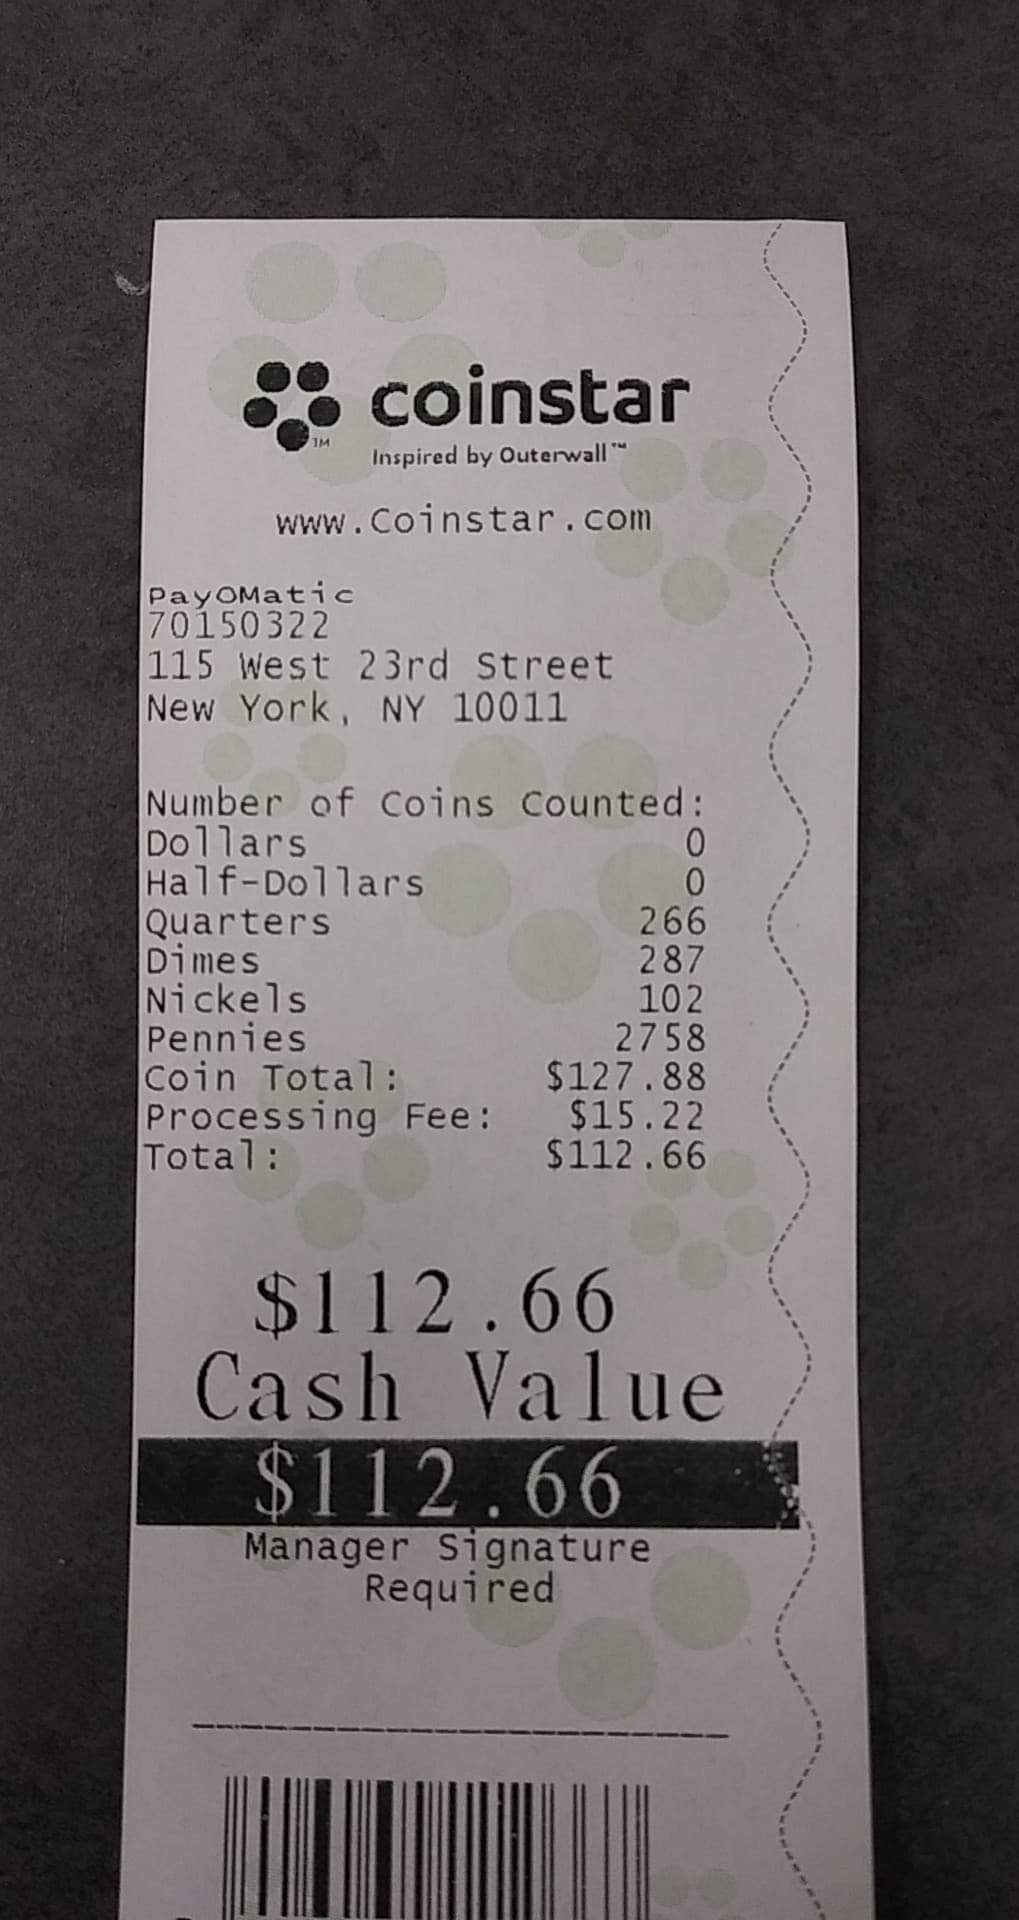 coinstar
TM
Inspired by Outerwall™
www.Coinstar.com
PayOMatic
70150322
115 West 23rd Street
New York, NY 10011
Number of Coins Counted:
Dollars 0
Half-Dollars 0
Quarters 266
Dimes 287
Nickels 102
Pennies 2758
Coin Total: $127.88
Processing Fee: $15.22
Total: $112.66
$112.66
Cash Value
$112.66
Manager Signature
Required